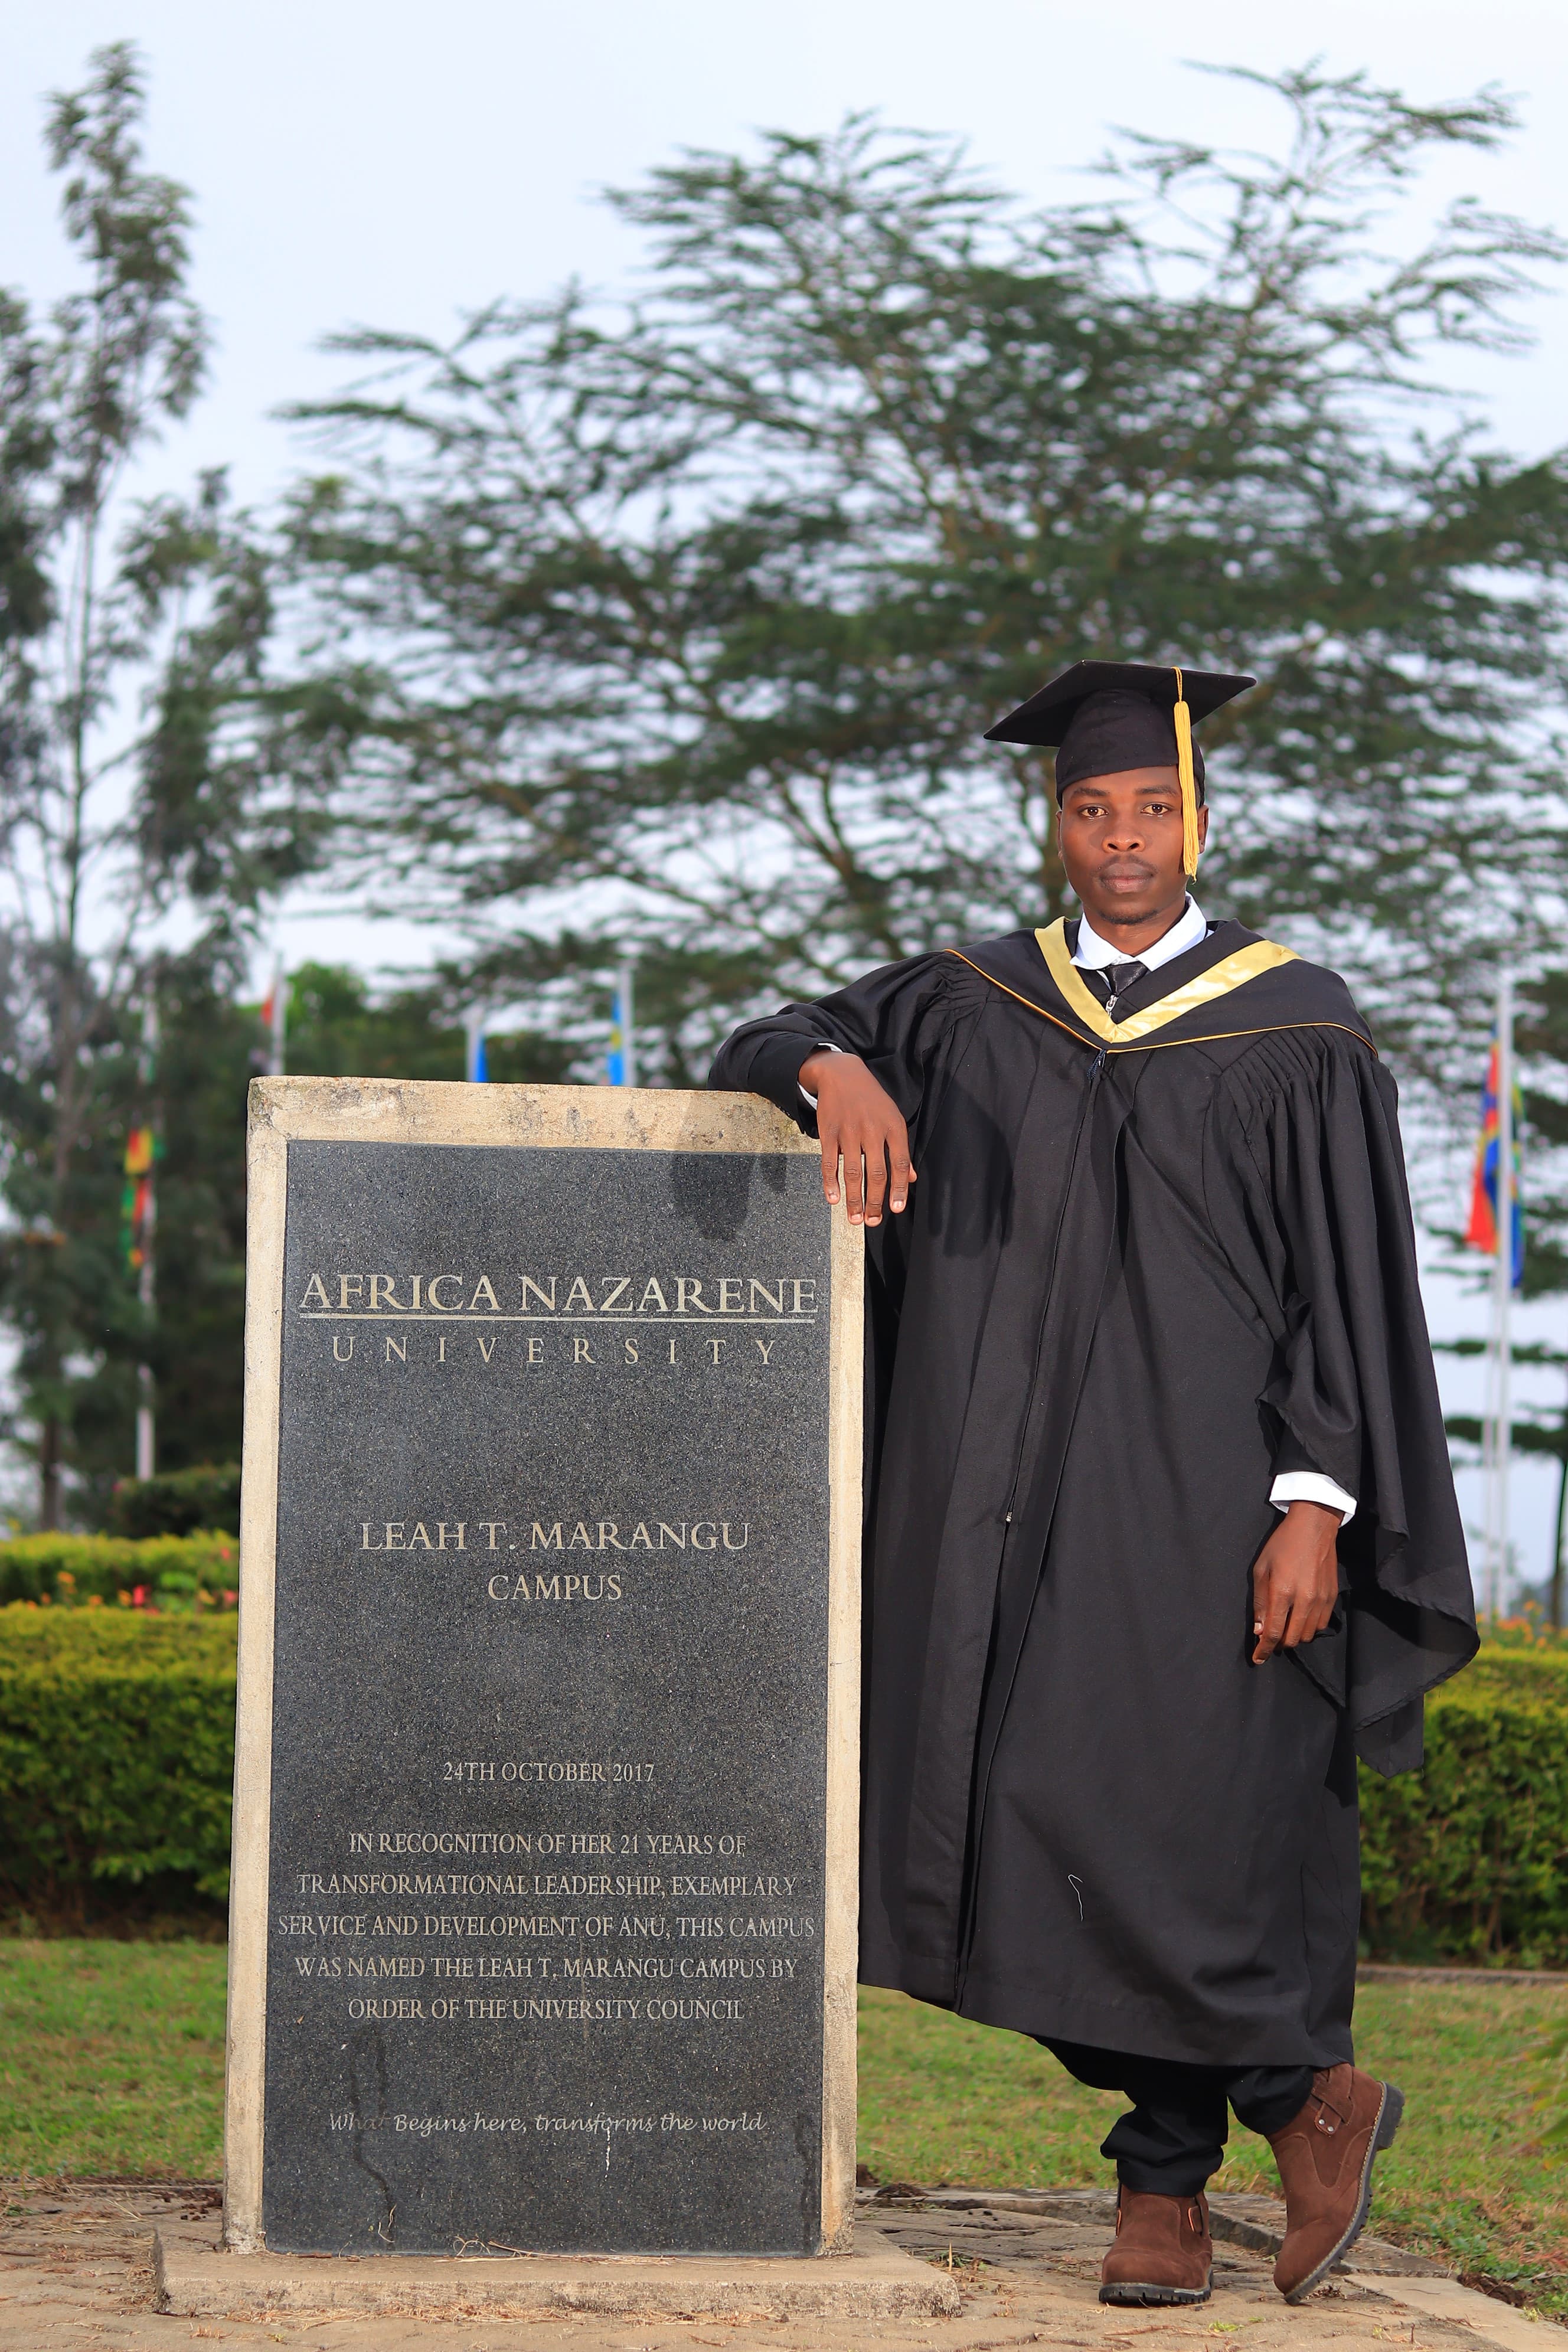 AFRICA NAZARENE
UNIVERSITY
LEAH T. MARANGU
CAMPUS
24TH OCTOBER 2017
IN RECOGNITION OF HER 21 YEARS OF
TRANSFORMATIONAL LEADERSHIP, EXEMPLARY
SERVICE AND DEVELOPMENT OF ANU, THIS CAMPUS
WAS NAMED THE LEAH T. MARANGU CAMPUS BY
ORDER OF THE UNIVERSITY COUNCIL
What Begins here, transforms the world.